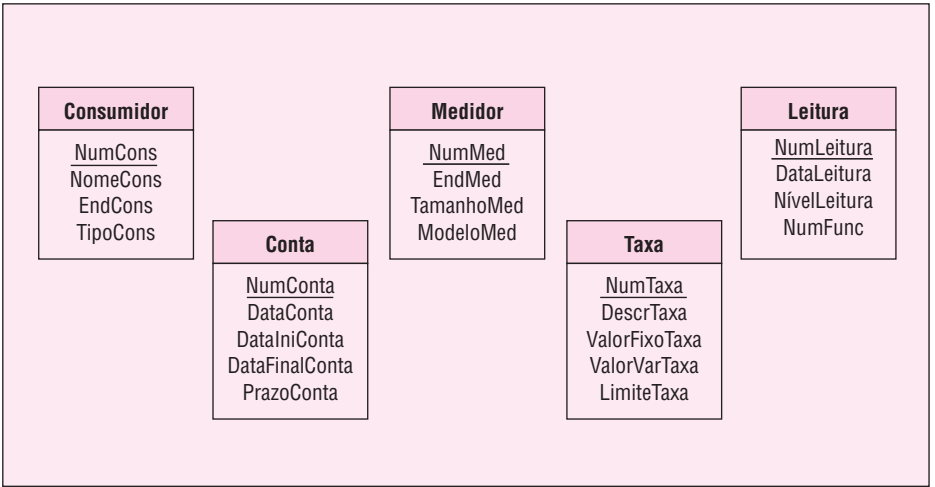 Consumidor
NumCons
NomeCons
EndCons
TipoCons
Conta
NumConta
DataConta
DataIniConta
DataFinalConta
PrazoConta
Medidor
NumMed
EndMed
TamanhoMed
ModeloMed
Taxa
NumTaxa
DescrTaxa
ValorFixoTaxa
ValorVarTaxa
LimiteTaxa
Leitura
NumLeitura
DataLeitura
NívelLeitura
NumFunc